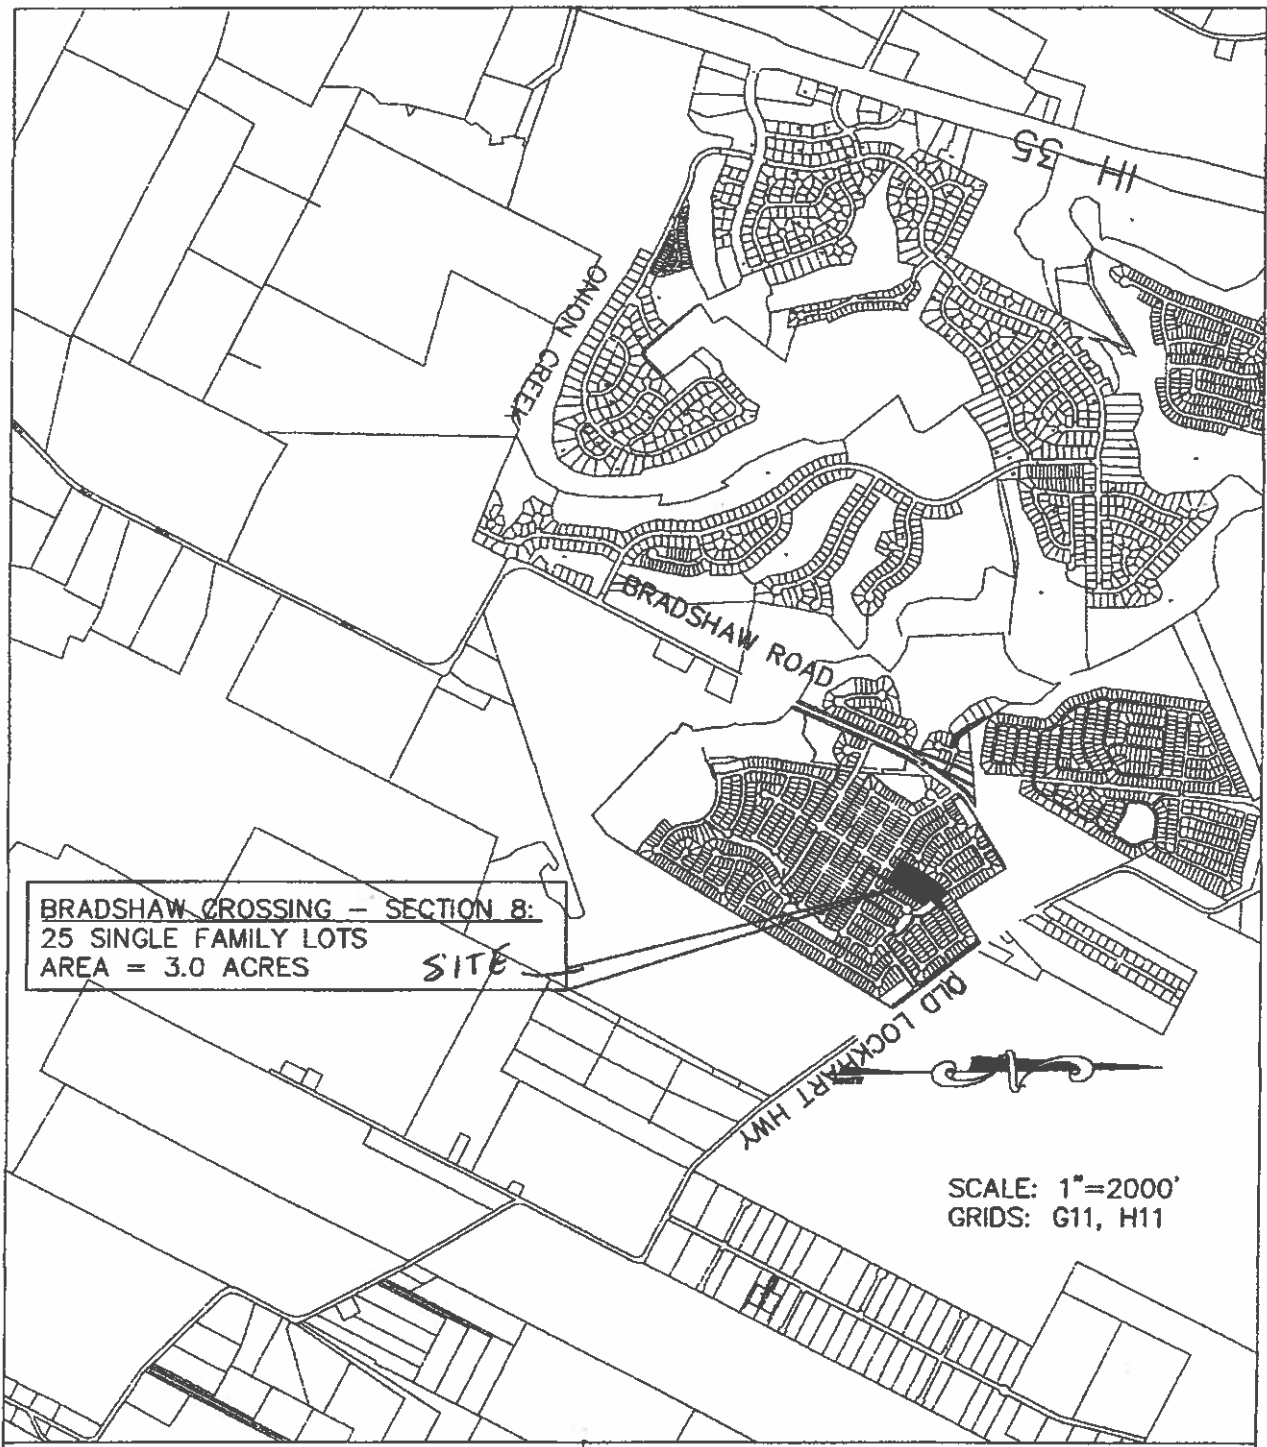 IH 35
ONION CREEK
BRADSHAW ROAD
BRADSHAW CROSSING – SECTION 8:
25 SINGLE FAMILY LOTS
AREA = 3.0 ACRES
SITE
OLD LOCKHART HWY
SCALE: 1"=2000'
GRIDS: G11, H11